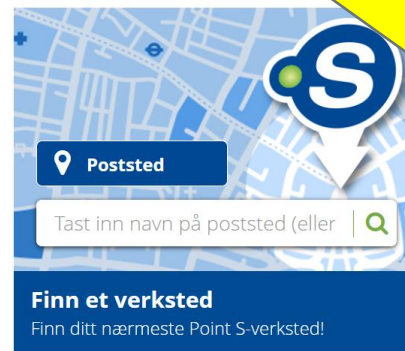 S
Poststed
Tast inn navn på poststed (eller
Finn et verksted
Finn ditt nærmeste Point S-verksted!